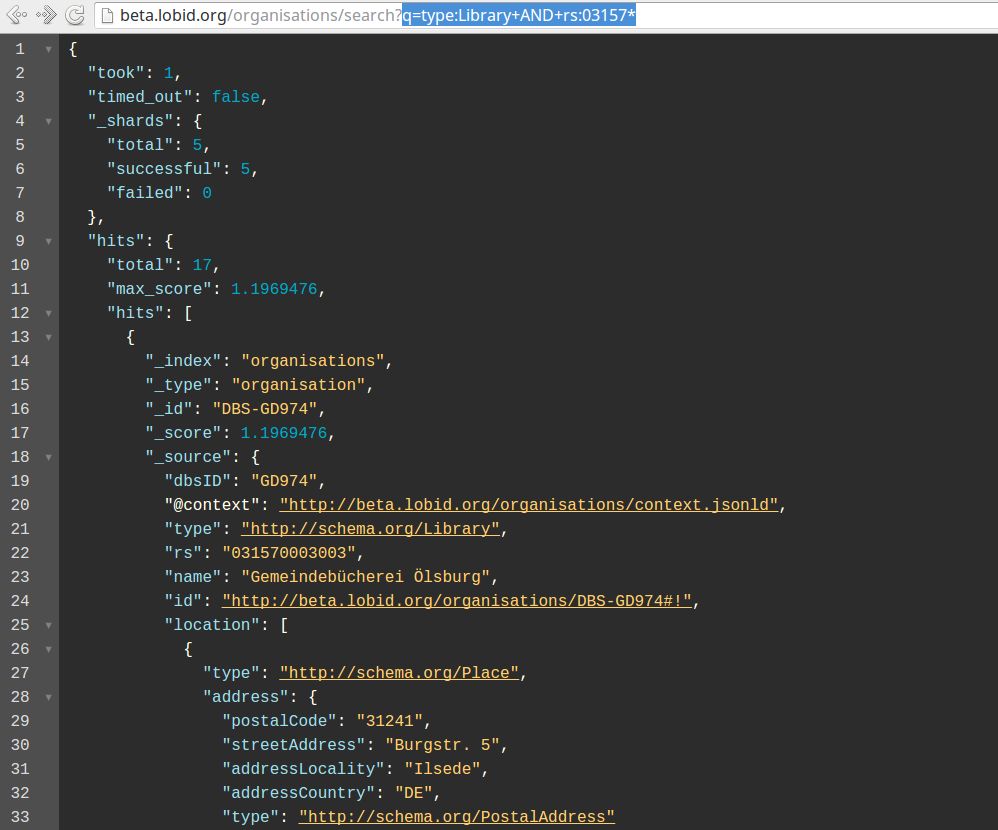 beta.lobid.org/organisations/search?q=type:Library+AND+rs:03157*
1 {
2 "took": 1,
3 "timed_out": false,
4 "_shards": {
5 "total": 5,
6 "successful": 5,
7 "failed": 0
8 },
9 "hits": {
10 "total": 17,
11 "max_score": 1.1969476,
12 "hits": [
13 {
14 "_index": "organisations",
15 "_type": "organisation",
16 "_id": "DBS-GD974",
17 "_score": 1.1969476,
18 "_source": {
19 "dbsID": "GD974",
20 "@context": "http://beta.lobid.org/organisations/context.jsonld",
21 "type": "http://schema.org/Library",
22 "rs": "031570003003",
23 "name": "Gemeindebücherei Ölsburg",
24 "id": "http://beta.lobid.org/organisations/DBS-GD974#!",
25 "location": [
26 {
27 "type": "http://schema.org/Place",
28 "address": {
29 "postalCode": "31241",
30 "streetAddress": "Burgstr. 5",
31 "addressLocality": "Ilsede",
32 "addressCountry": "DE",
33 "type": "http://schema.org/PostalAddress"